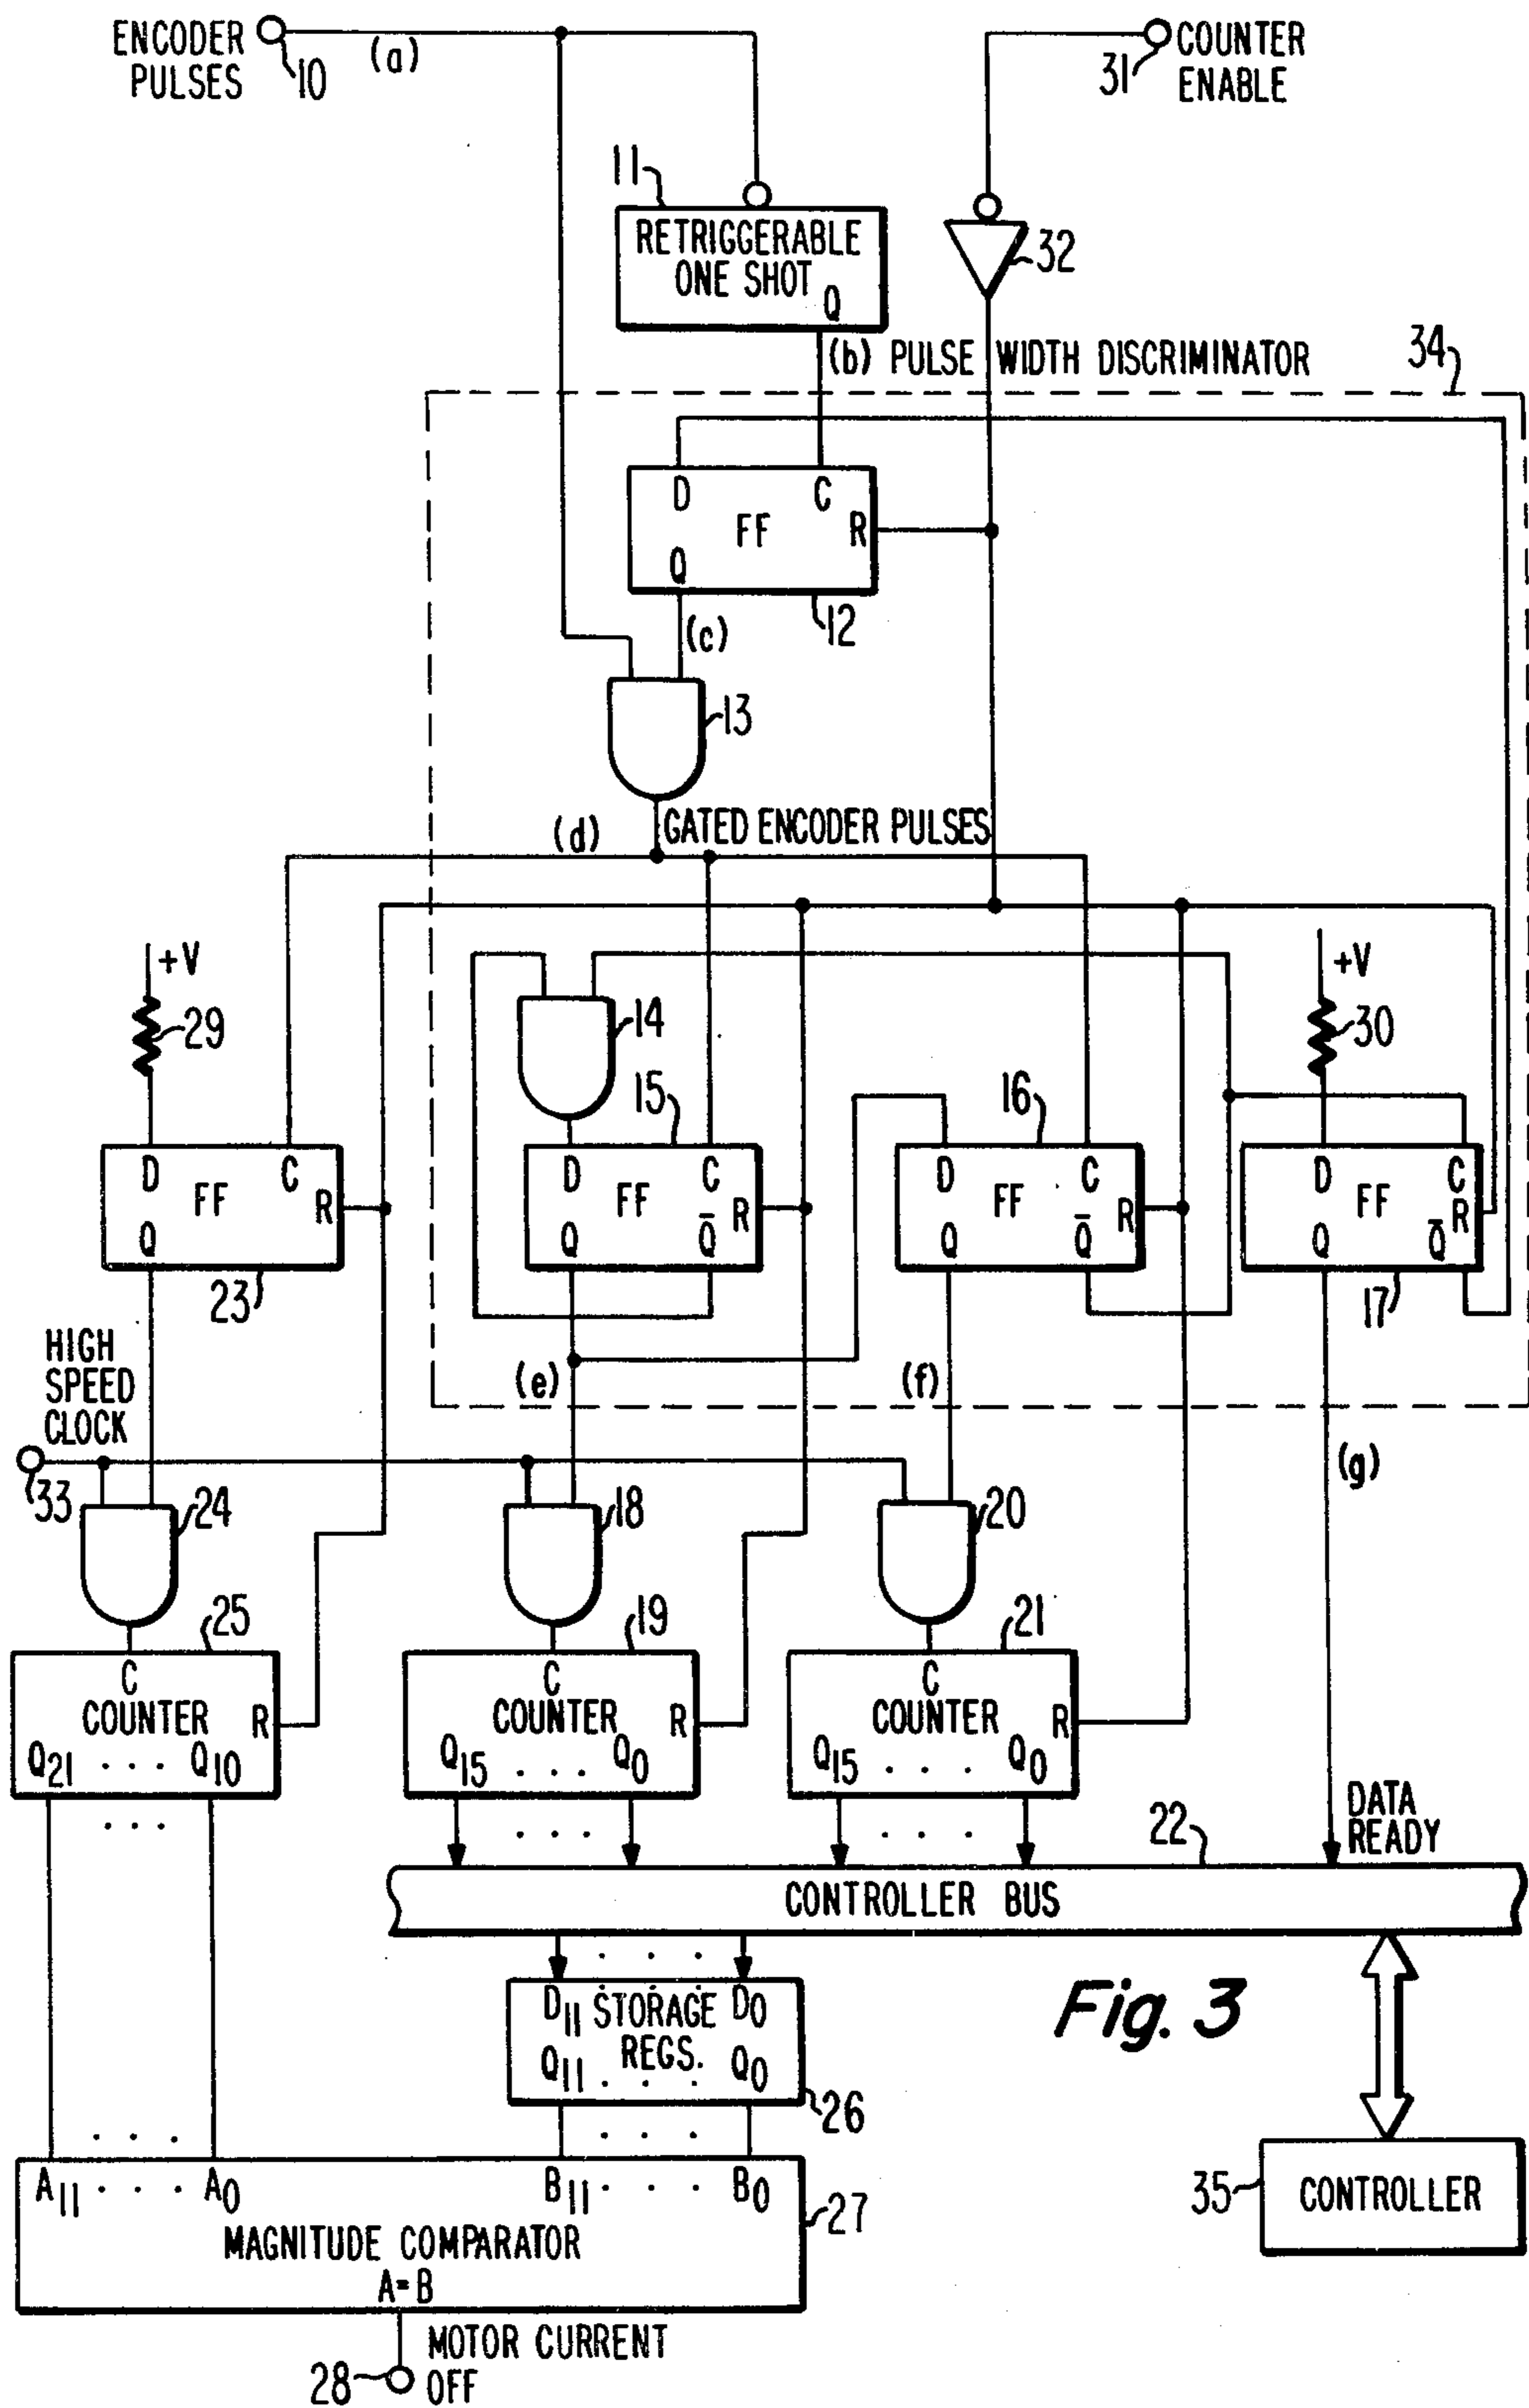 ENCODER PULSES
10
(a)
31
COUNTER ENABLE
11
RETRIGGERABLE ONE SHOT Q
32
(b) PULSE WIDTH DISCRIMINATOR
34
D C
FF R
Q
12
(c)
13
(d)
GATED ENCODER PULSES
+V
29
14
+V
30
15
16
D C
FF R
Q
23
D C
FF R
Q Q̅
D C
FF R
Q Q̅
D C
FF R
Q Q̅
17
HIGH SPEED CLOCK
33
(e)
(f)
(g)
24
18
20
25
19
21
C
COUNTER R
Q21 . . . Q10
C
COUNTER R
Q15 . . . Q0
C
COUNTER R
Q15 . . . Q0
. . .
. . .
. . .
22
DATA READY
CONTROLLER BUS
. . .
D11 . . . D0
STORAGE REGS.
Q11 . . . Q0
26
Fig. 3
. . .
. . .
A11 . . . A0
B11 . . . B0
27
MAGNITUDE COMPARATOR
A=B
35
CONTROLLER
28
MOTOR CURRENT OFF